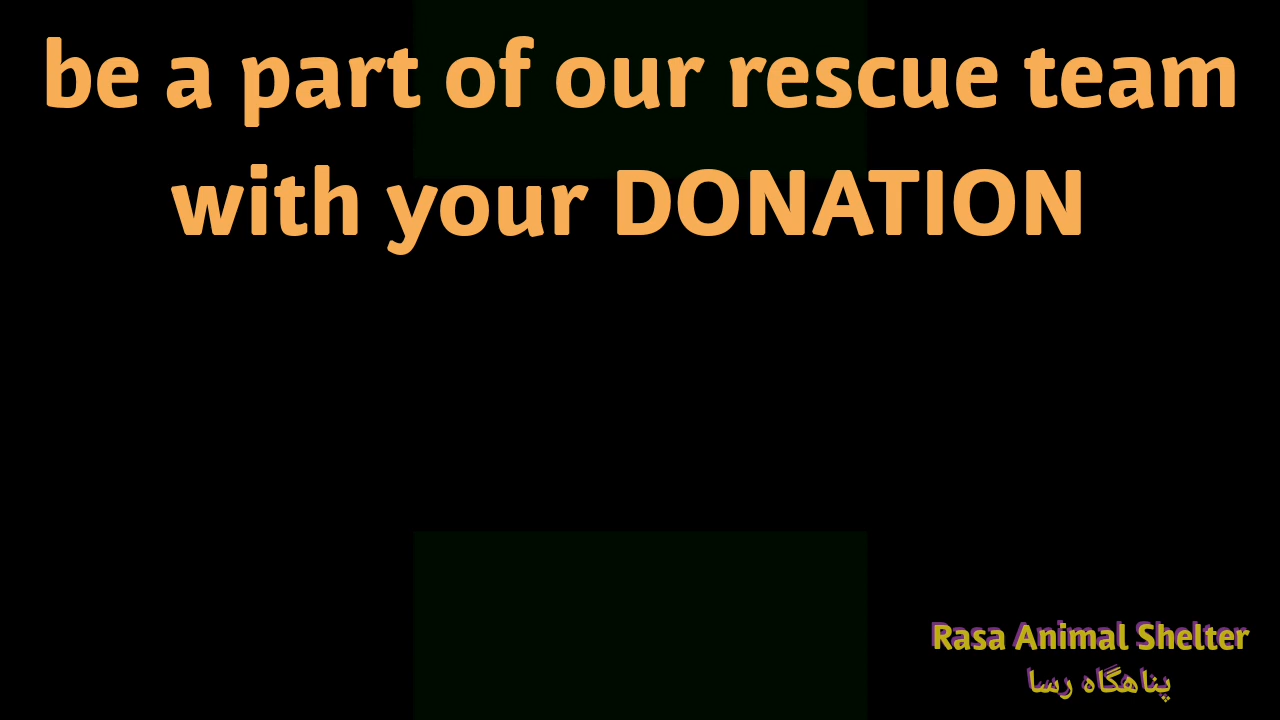 be a part of our rescue team
with your DONATION
Rasa Animal Shelter
پناهگاه رسا